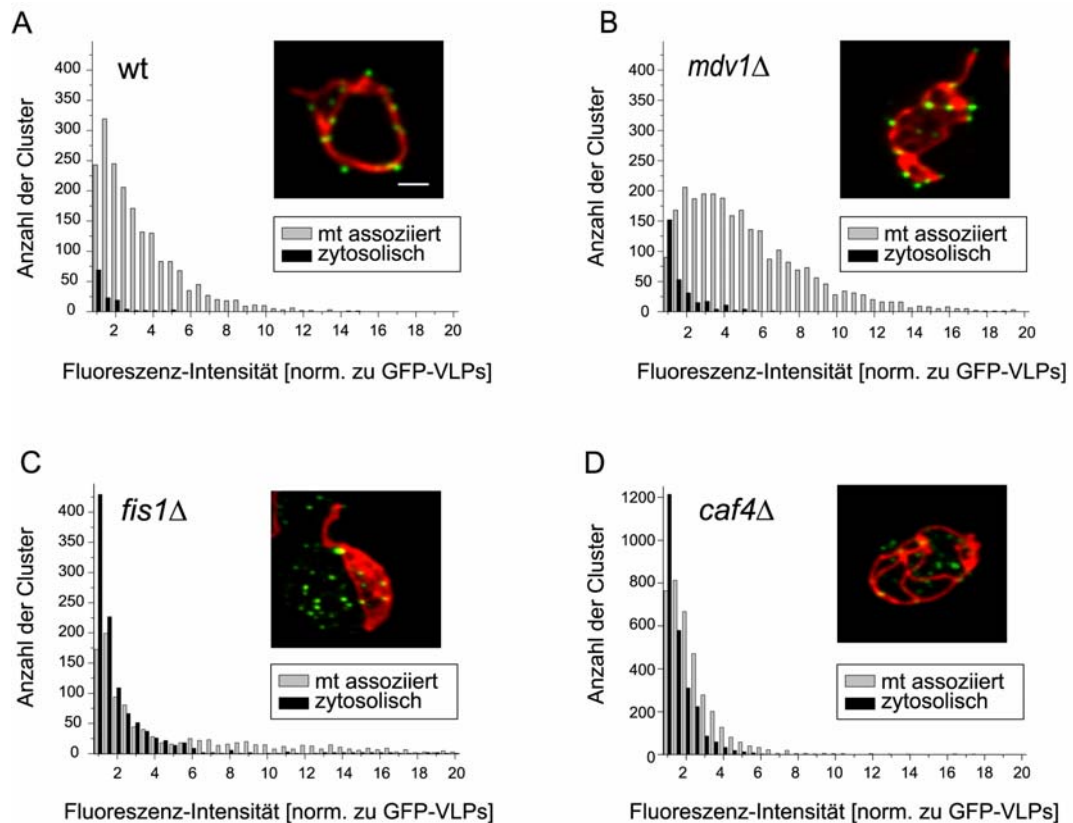 A
wt
400
350
300
250
200
150
100
50
0
2 4 6 8 10 12 14 16 18 20
Anzahl der Cluster
mt assoziiert
zytosolisch
Fluoreszenz-Intensität [norm. zu GFP-VLPs]
B
mdv1Δ
400
350
300
250
200
150
100
50
0
2 4 6 8 10 12 14 16 18 20
Anzahl der Cluster
mt assoziiert
zytosolisch
Fluoreszenz-Intensität [norm. zu GFP-VLPs]
C
fis1Δ
400
350
300
250
200
150
100
50
0
2 4 6 8 10 12 14 16 18 20
Anzahl der Cluster
mt assoziiert
zytosolisch
Fluoreszenz-Intensität [norm. zu GFP-VLPs]
D
caf4Δ
1200
1000
800
600
400
200
0
2 4 6 8 10 12 14 16 18 20
Anzahl der Cluster
mt assoziiert
zytosolisch
Fluoreszenz-Intensität [norm. zu GFP-VLPs]